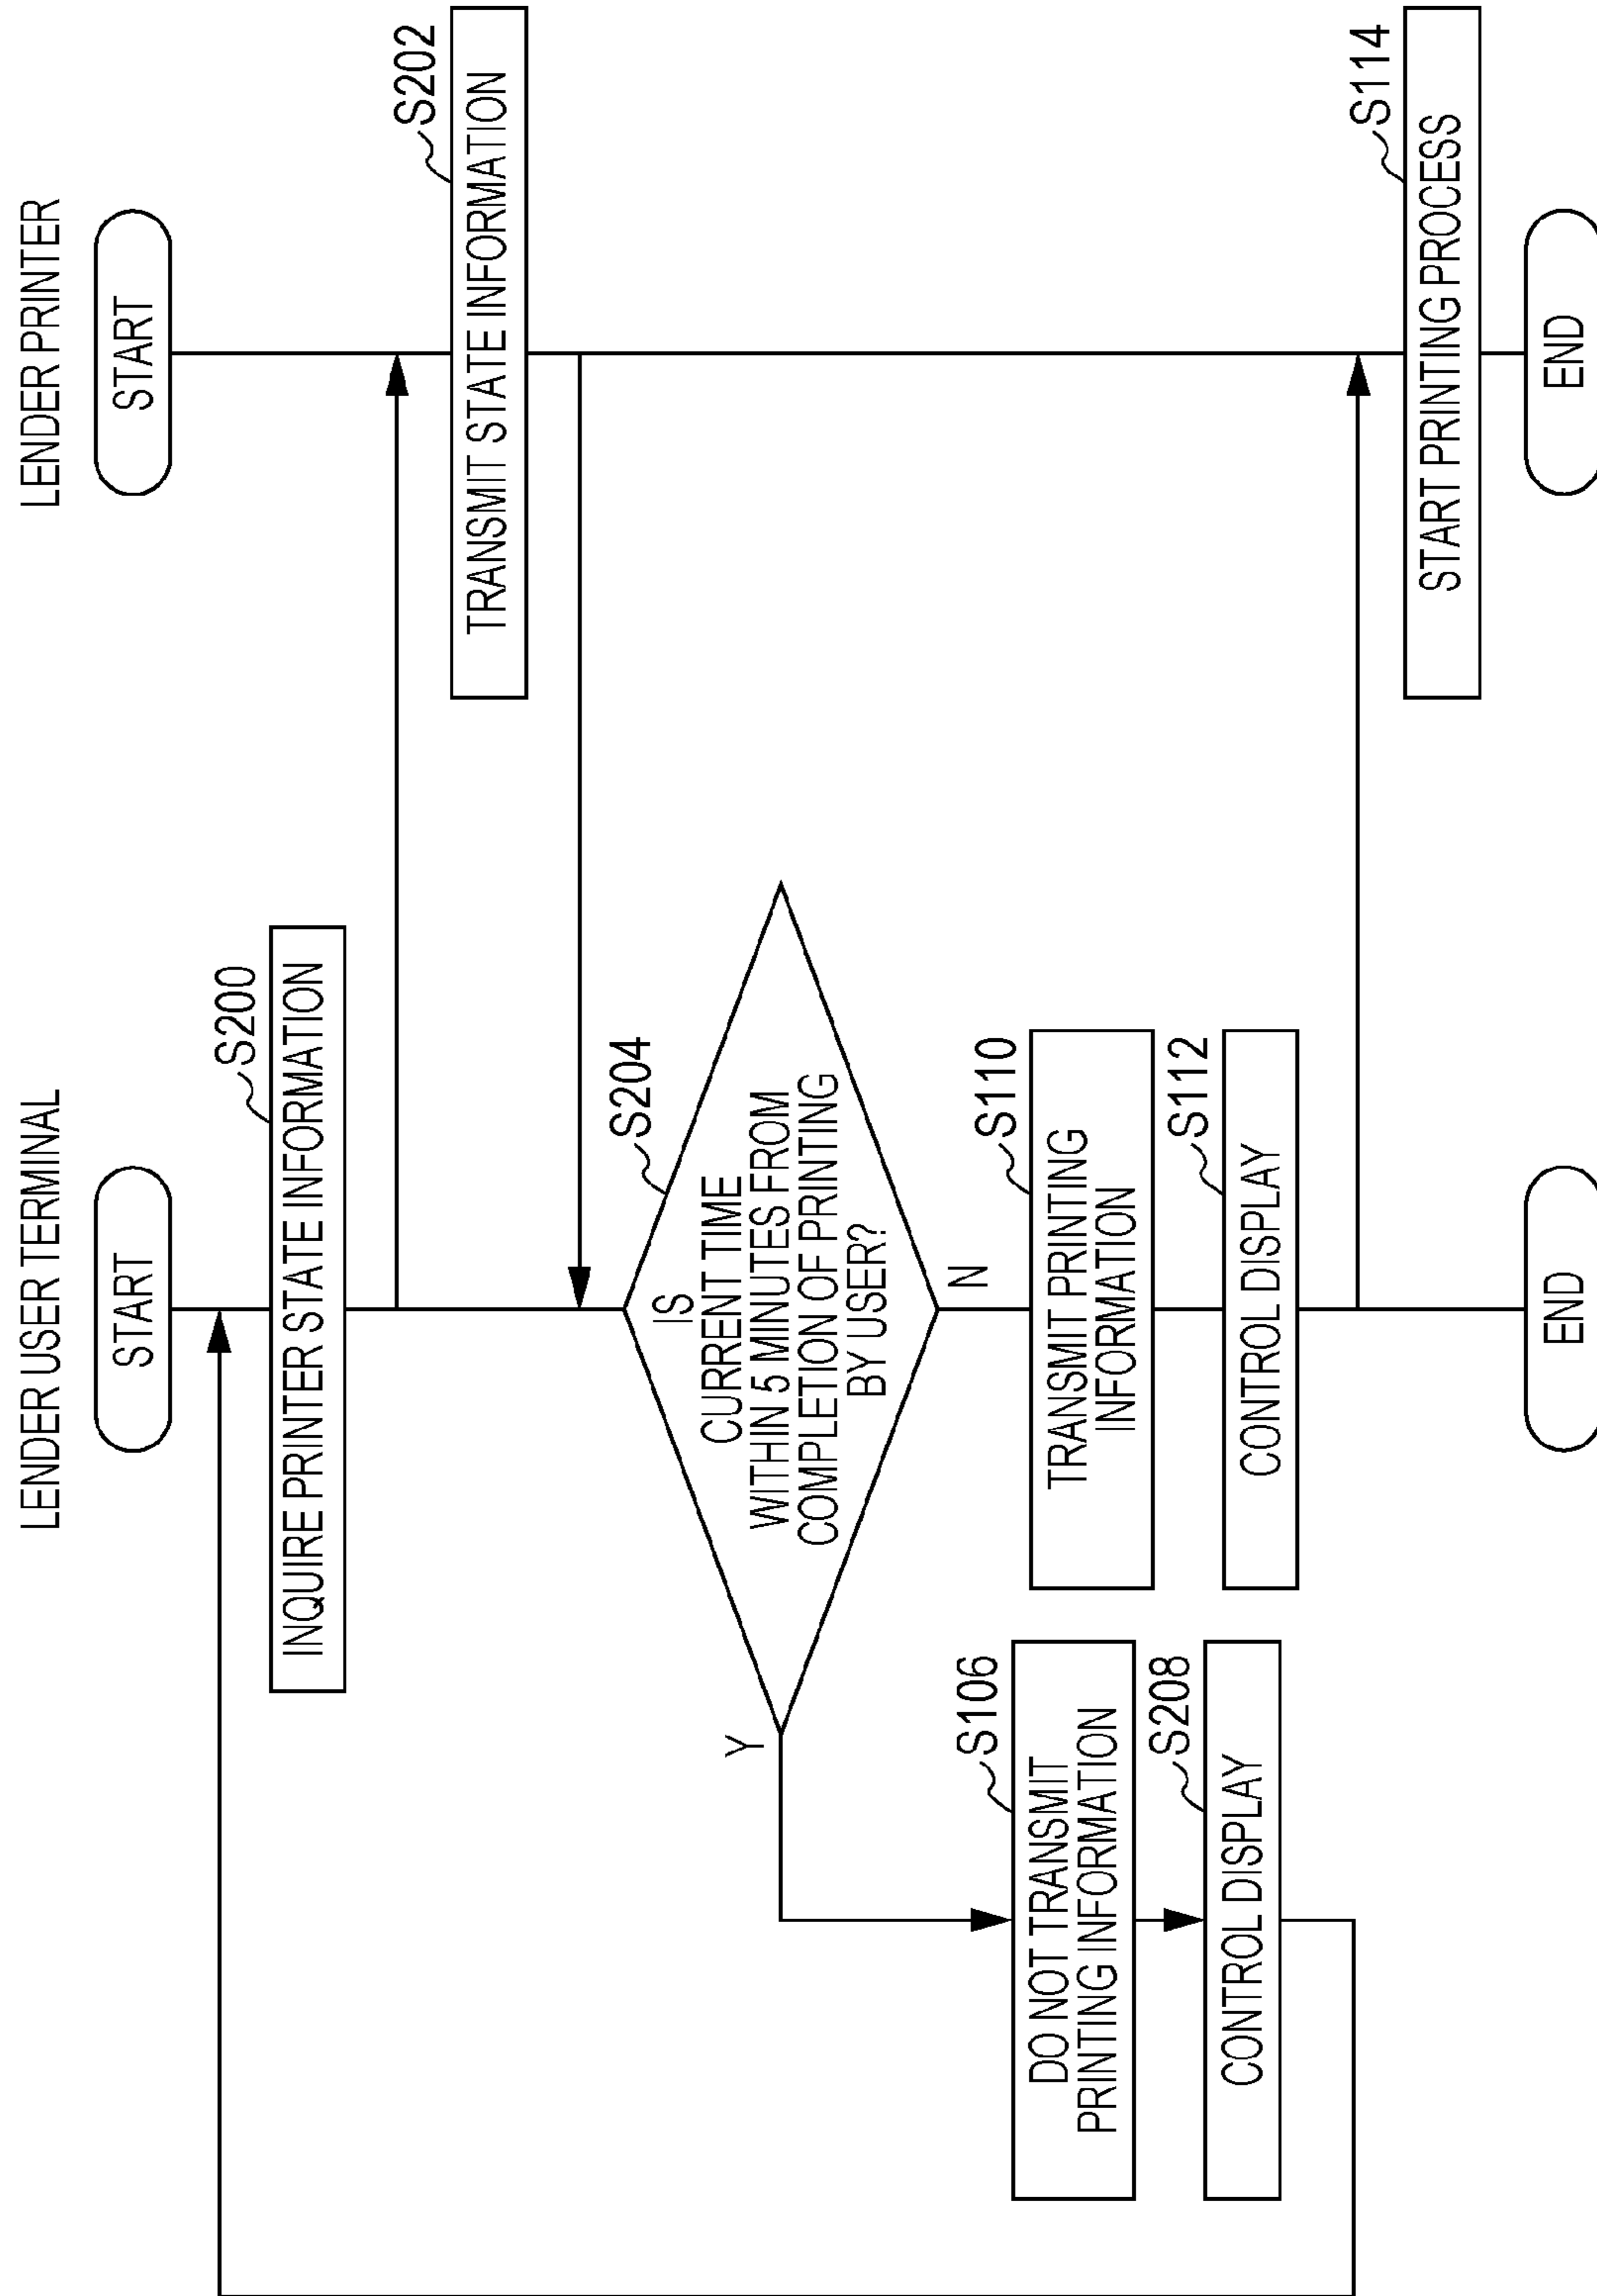 LENDER USER TERMINAL
LENDER PRINTER
START
START
S200
INQUIRE PRINTER STATE INFORMATION
S202
TRANSMIT STATE INFORMATION
S204
IS
CURRENT TIME
WITHIN 5 MINUTES FROM
COMPLETION OF PRINTING
BY USER?
Y
N
S106
DO NOT TRANSMIT
PRINTING INFORMATION
S110
TRANSMIT PRINTING
INFORMATION
S208
CONTROL DISPLAY
S112
CONTROL DISPLAY
S114
START PRINTING PROCESS
END
END